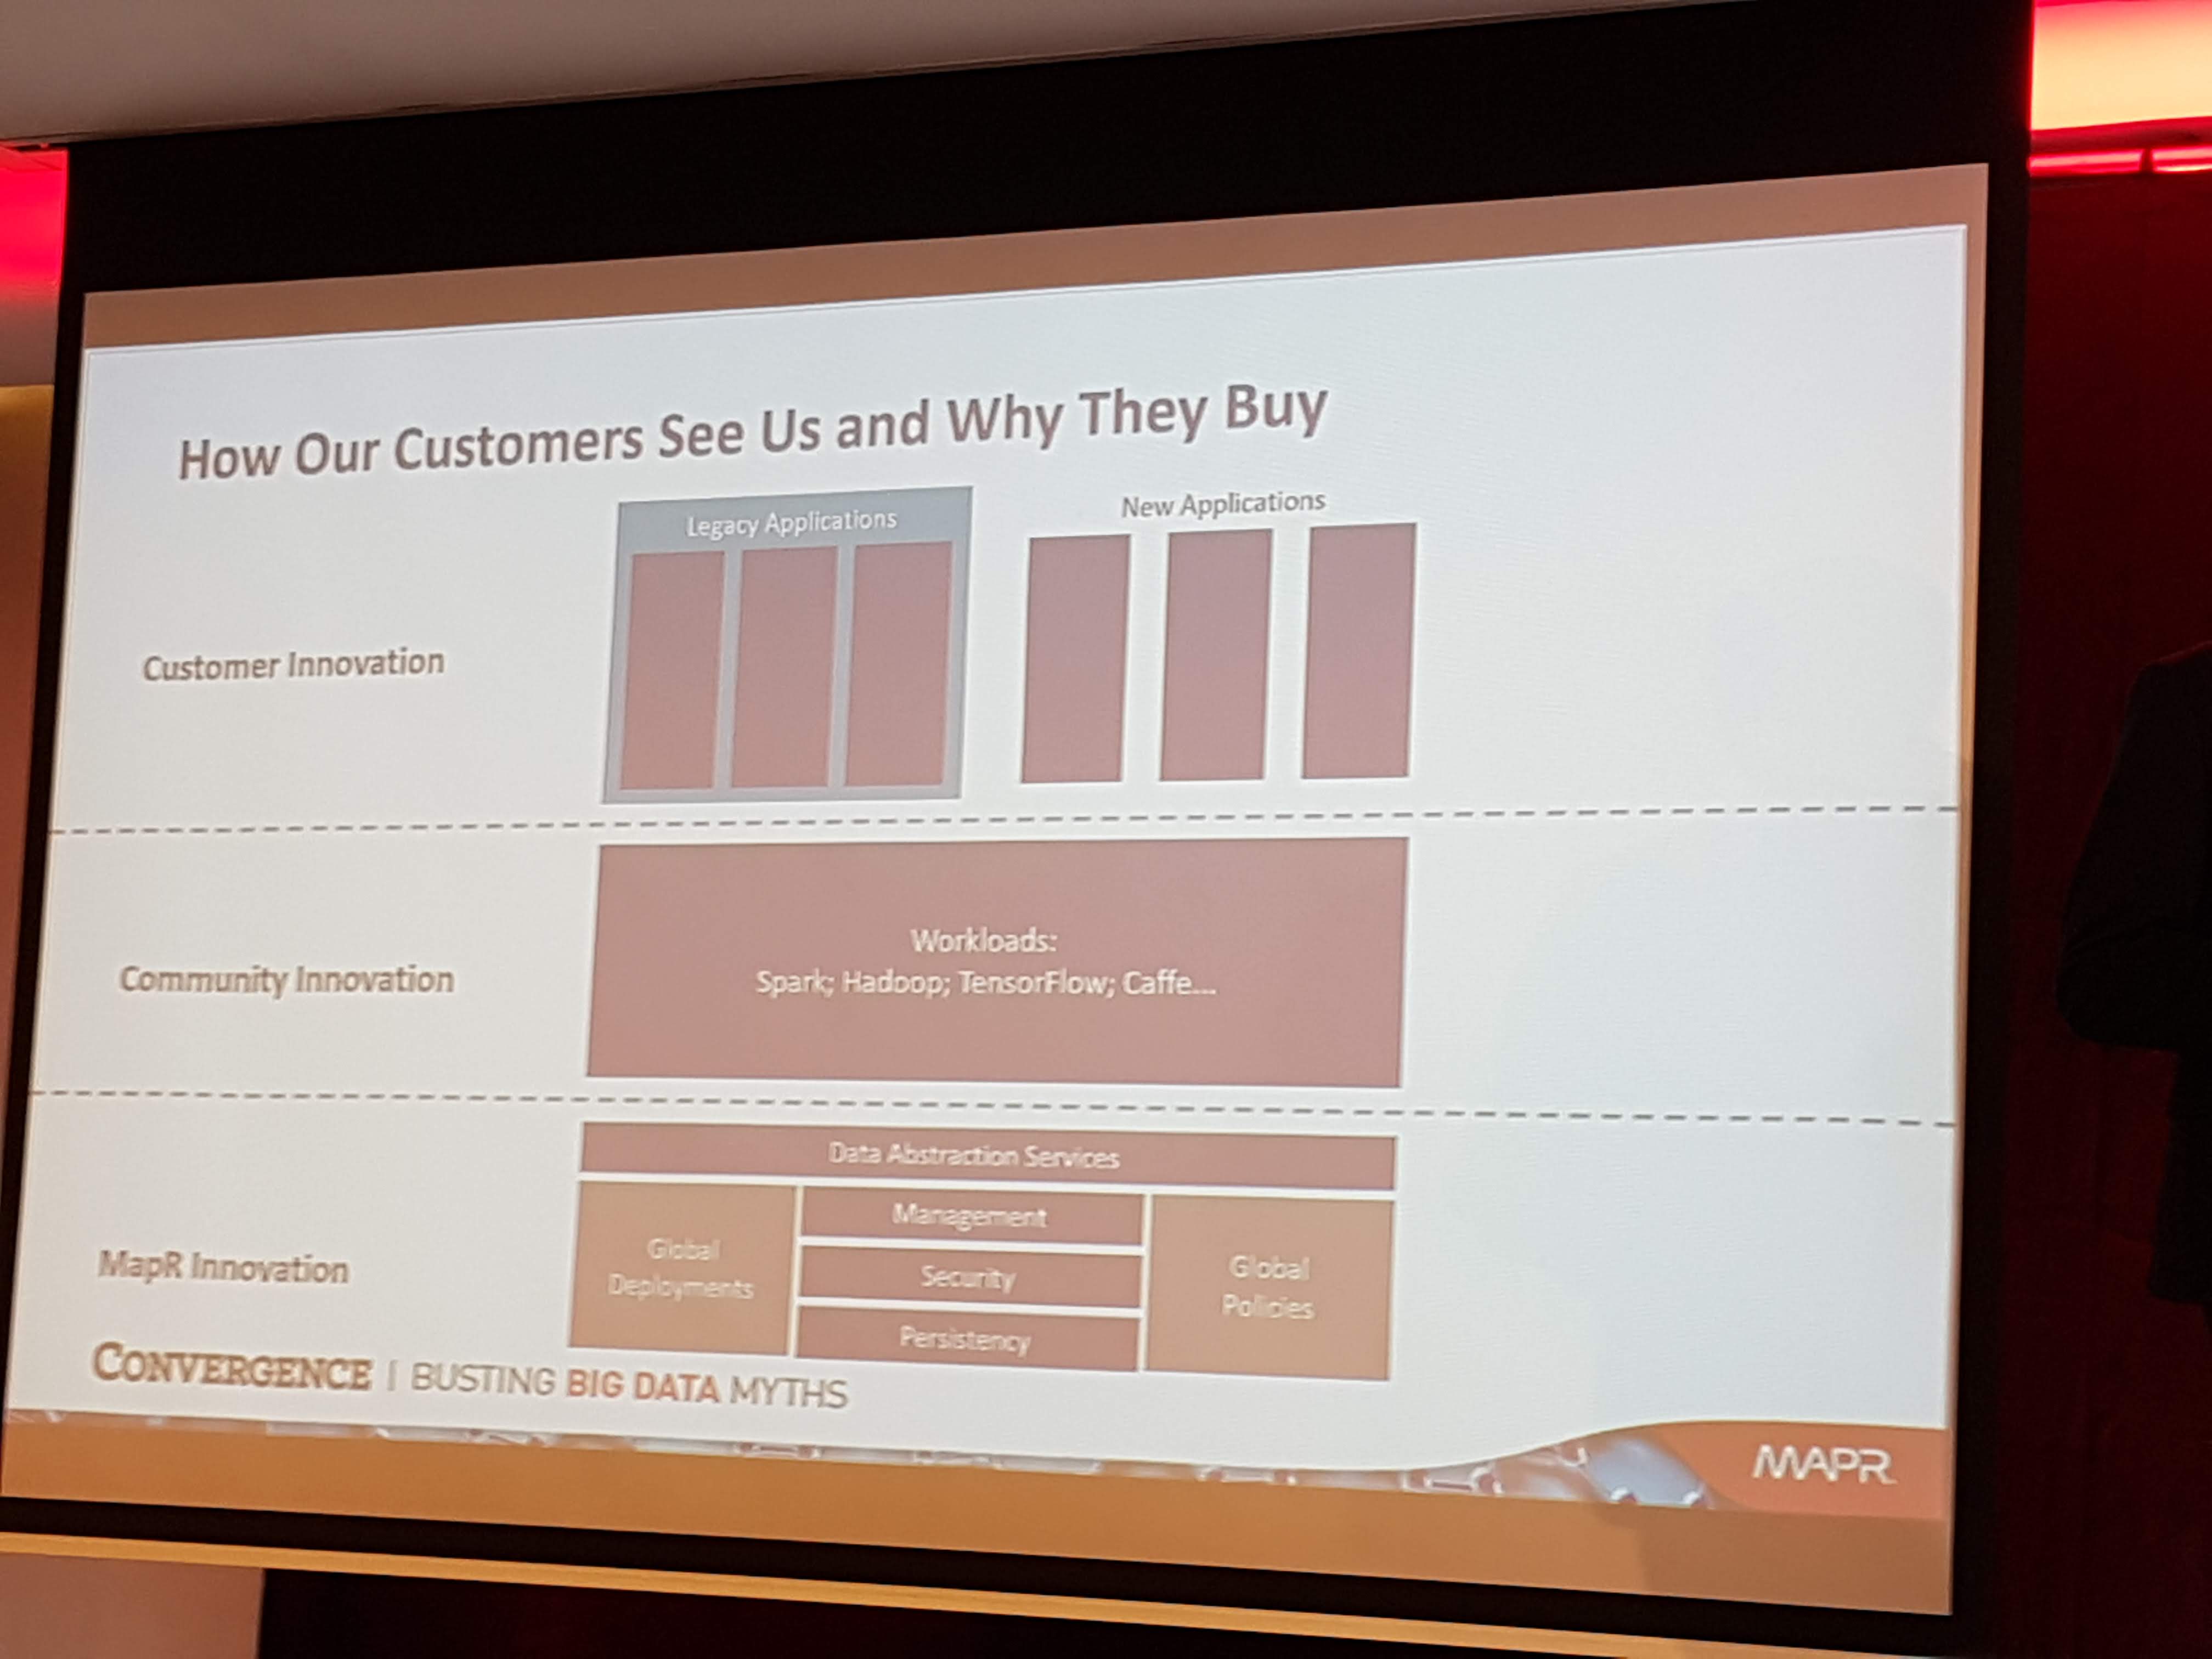 How Our Customers See Us and Why They Buy
Legacy Applications
New Applications
Customer Innovation
Workloads:
Spark; Hadoop; TensorFlow; Caffe...
Community Innovation
Data Abstraction Services
Management
Global
Deployments
Security
Global
Policies
Persistency
MapR Innovation
CONVERGENCE | BUSTING BIG DATA MYTHS
MAPR